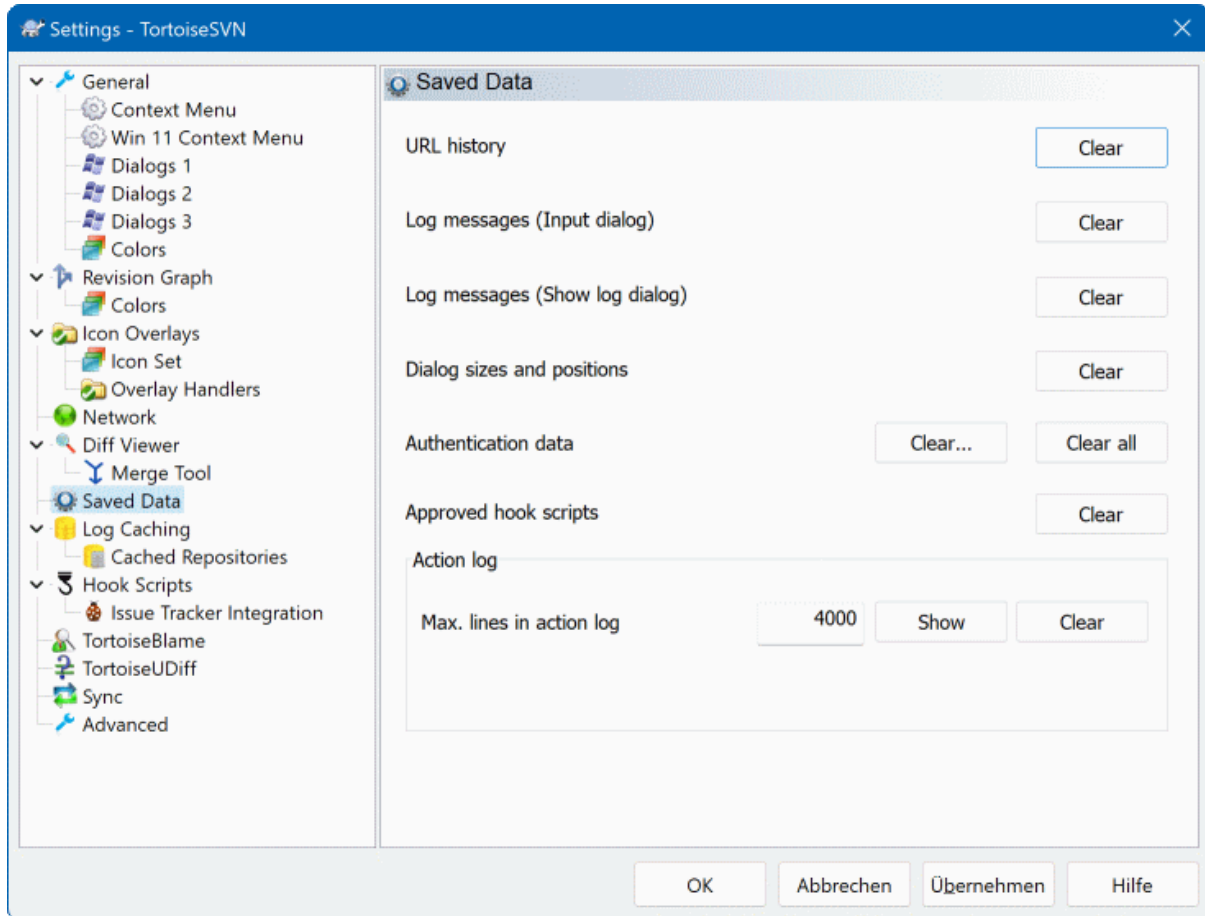 Settings - TortoiseSVN
General
Context Menu
Win 11 Context Menu
Dialogs 1
Dialogs 2
Dialogs 3
Colors
Revision Graph
Colors
Icon Overlays
Icon Set
Overlay Handlers
Network
Diff Viewer
Merge Tool
Saved Data
Log Caching
Cached Repositories
Hook Scripts
Issue Tracker Integration
TortoiseBlame
TortoiseUDiff
Sync
Advanced
Saved Data
URL history Clear
Log messages (Input dialog) Clear
Log messages (Show log dialog) Clear
Dialog sizes and positions Clear
Authentication data Clear... Clear all
Approved hook scripts Clear
Action log
Max. lines in action log 4000 Show Clear
OK Abbrechen Übernehmen Hilfe